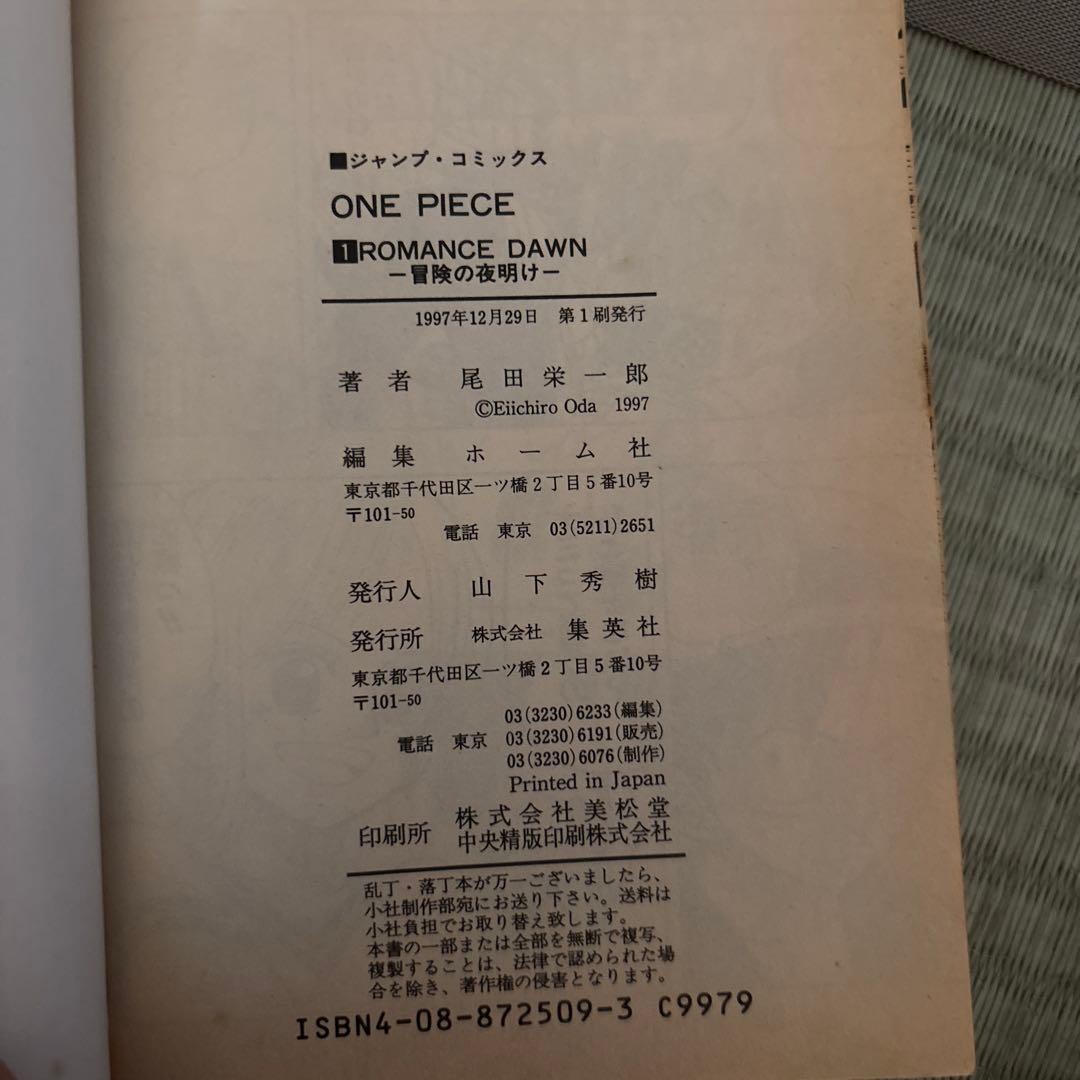 ■ジャンプ・コミックス
ONE PIECE
1 ROMANCE DAWN
―冒険の夜明け―
1997年12月29日 第1刷発行
著者 尾田栄一郎
©Eiichiro Oda 1997
編集 ホーム社
東京都千代田区一ツ橋2丁目5番10号
〒101-50
電話 東京 03(5211)2651
発行人 山下秀樹
発行所 株式会社 集英社
東京都千代田区一ツ橋2丁目5番10号
〒101-50
03(3230)6233(編集)
電話 東京 03(3230)6191(販売)
03(3230)6076(制作)
Printed in Japan
印刷所 株式会社美松堂
中央精版印刷株式会社
乱丁・落丁本が万一ございましたら、
小社制作部宛にお送り下さい。送料は
小社負担でお取り替え致します。
本書の一部または全部を無断で複写、
複製することは、法律で認められた場
合を除き、著作権の侵害となります。
ISBN4-08-872509-3 C9979